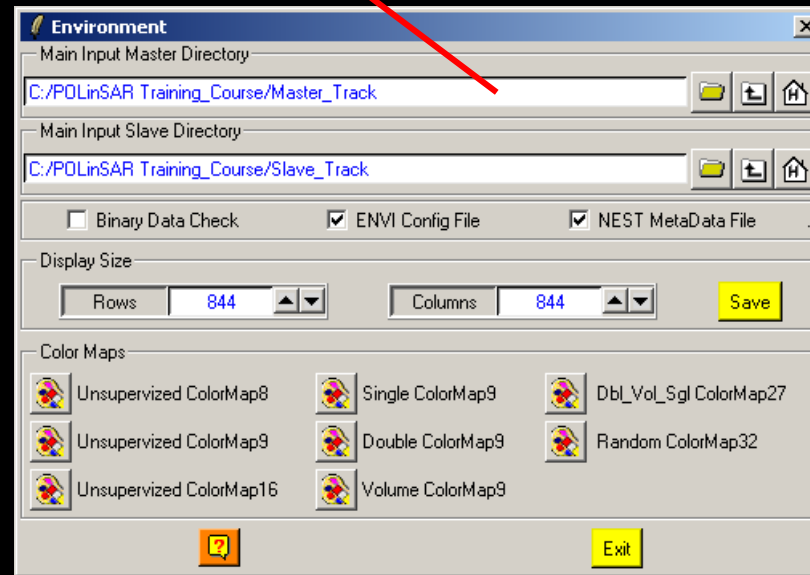 Environment
Main Input Master Directory
C:/POLinSAR Training_Course/Master_Track
Main Input Slave Directory
C:/POLinSAR Training_Course/Slave_Track
Binary Data Check ENVI Config File NEST MetaData File
Display Size
Rows 844 Columns 844 Save
Color Maps
Unsupervized ColorMap8 Single ColorMap9 Dbl_Vol_Sgl ColorMap27
Unsupervized ColorMap9 Double ColorMap9 Random ColorMap32
Unsupervized ColorMap16 Volume ColorMap9
? Exit